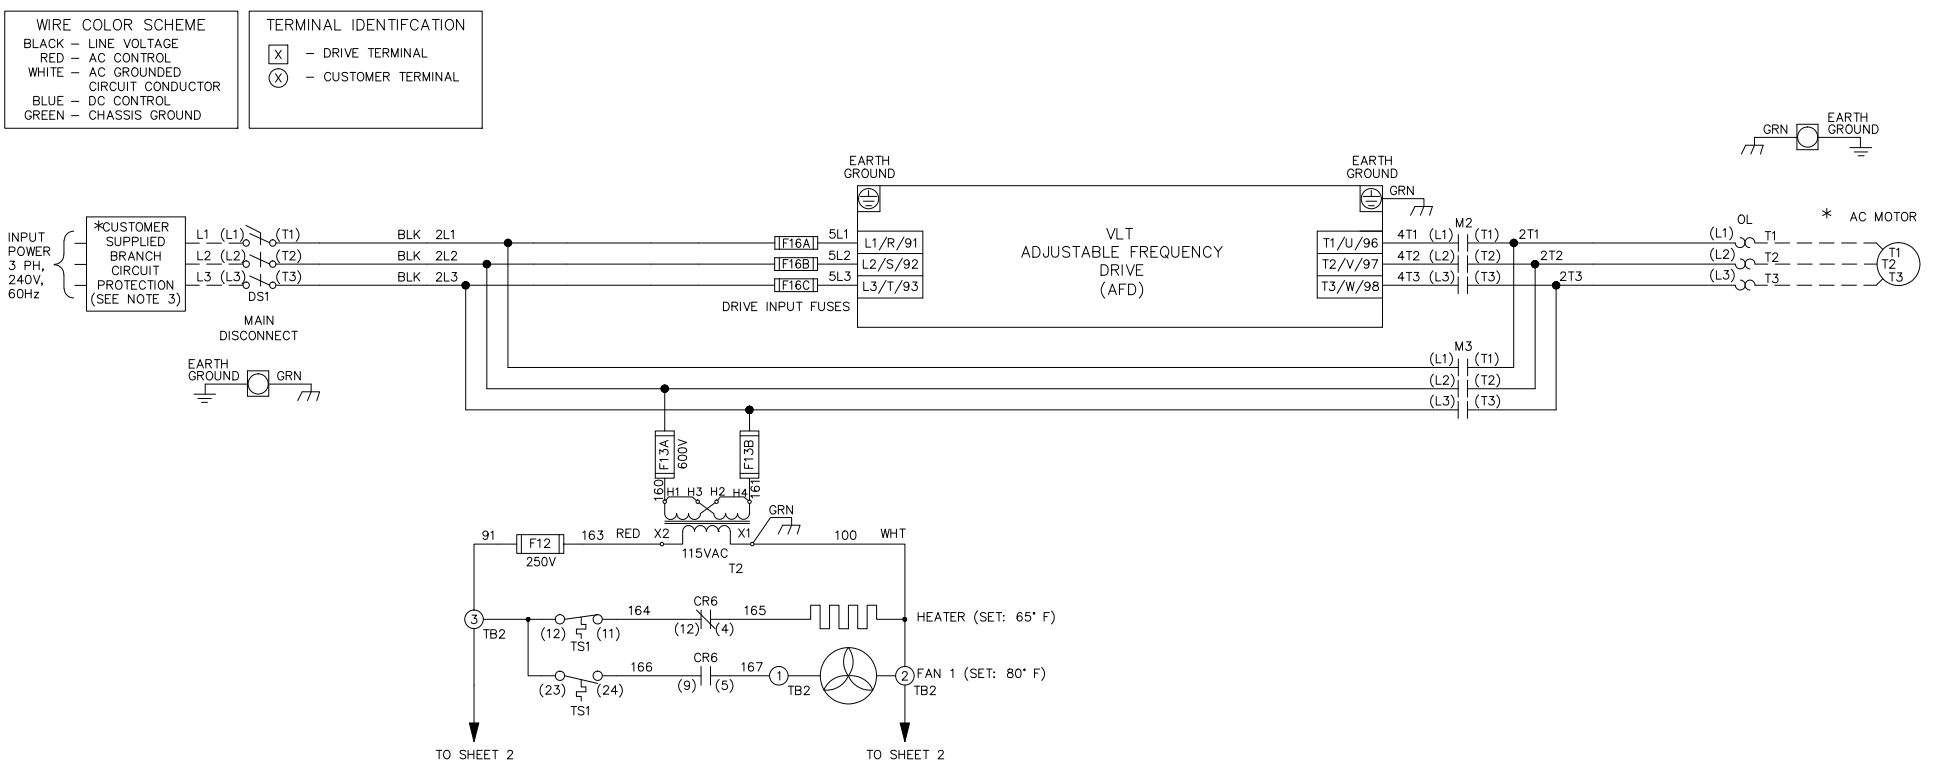 WIRE COLOR SCHEME
BLACK – LINE VOLTAGE
RED – AC CONTROL
WHITE – AC GROUNDED
CIRCUIT CONDUCTOR
BLUE – DC CONTROL
GREEN – CHASSIS GROUND
TERMINAL IDENTIFCATION
X – DRIVE TERMINAL
X – CUSTOMER TERMINAL
INPUT
POWER
3 PH,
240V,
60Hz
*CUSTOMER
SUPPLIED
BRANCH
CIRCUIT
PROTECTION
(SEE NOTE 3)
L1 (L1) (T1) BLK 2L1
L2 (L2) (T2) BLK 2L2
L3 (L3) (T3) BLK 2L3
DS1
MAIN
DISCONNECT
EARTH
GROUND
GRN
F16A 5L1
F16B 5L2
F16C 5L3
DRIVE INPUT FUSES
EARTH
GROUND
L1/R/91
L2/S/92
L3/T/93
VLT
ADJUSTABLE FREQUENCY
DRIVE
(AFD)
EARTH
GROUND
GRN
T1/U/96
T2/V/97
T3/W/98
M2
4T1 (L1) (T1) 2T1
4T2 (L2) (T2) 2T2
4T3 (L3) (T3) 2T3
M3
(L1) (T1)
(L2) (T2)
(L3) (T3)
GRN
EARTH
GROUND
OL
* AC MOTOR
(L1) T1
(L2) T2
(L3) T3
T1
T2
T3
F13A
600V
F13B
160
161
H1 H3 H2 H4
GRN
91 F12 163 RED X2 X1 100 WHT
250V
115VAC
T2
3
TB2
164 CR6 165
(12) (11) (12) (4)
TS1
HEATER (SET: 65° F)
166 CR6 167 1
(23) (24) (9) (5) TB2
TS1
2 FAN 1 (SET: 80° F)
TB2
TO SHEET 2
TO SHEET 2